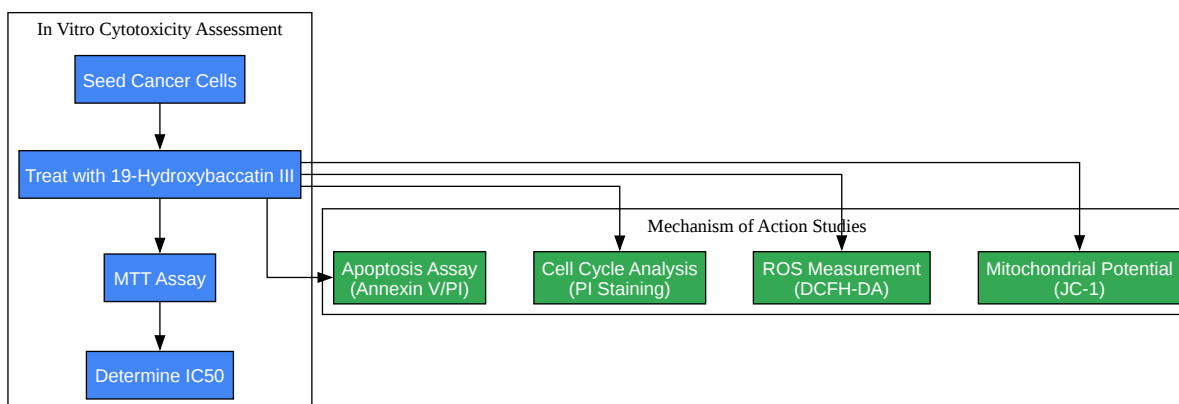 In Vitro Cytotoxicity Assessment
Seed Cancer Cells
Treat with 19-Hydroxybaccatin III
MTT Assay
Determine IC50
Mechanism of Action Studies
Apoptosis Assay
(Annexin V/PI)
Cell Cycle Analysis
(PI Staining)
ROS Measurement
(DCFH-DA)
Mitochondrial Potential
(JC-1)